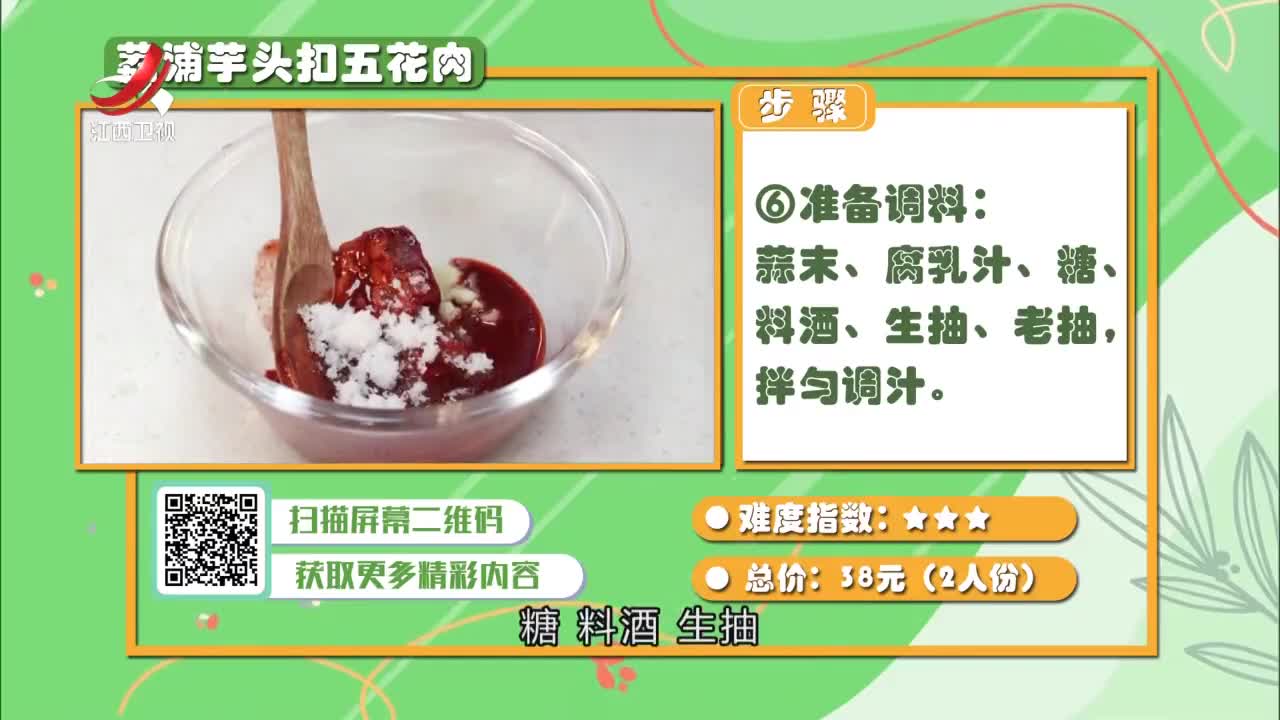 荔浦芋头扣五花肉
江西卫视
步骤
⑥准备调料：
蒜末、腐乳汁、糖、
料酒、生抽、老抽，
拌匀调汁。
扫描屏幕二维码
获取更多精彩内容
难度指数：★★★
总价：38元（2人份）
糖 料酒 生抽